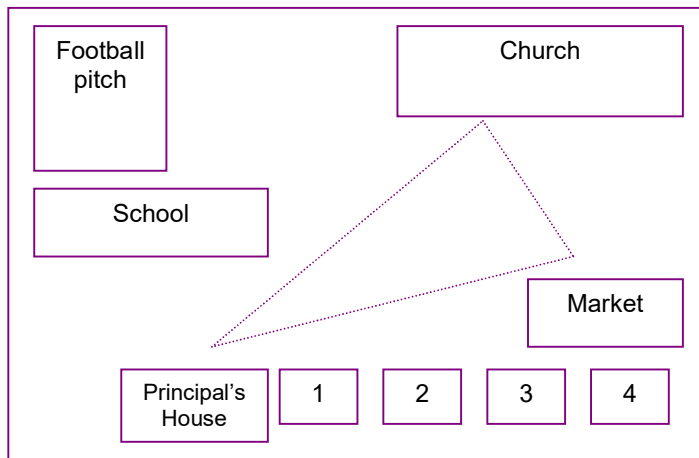 Football
pitch
Church
School
Market
Principal's
House
1
2
3
4